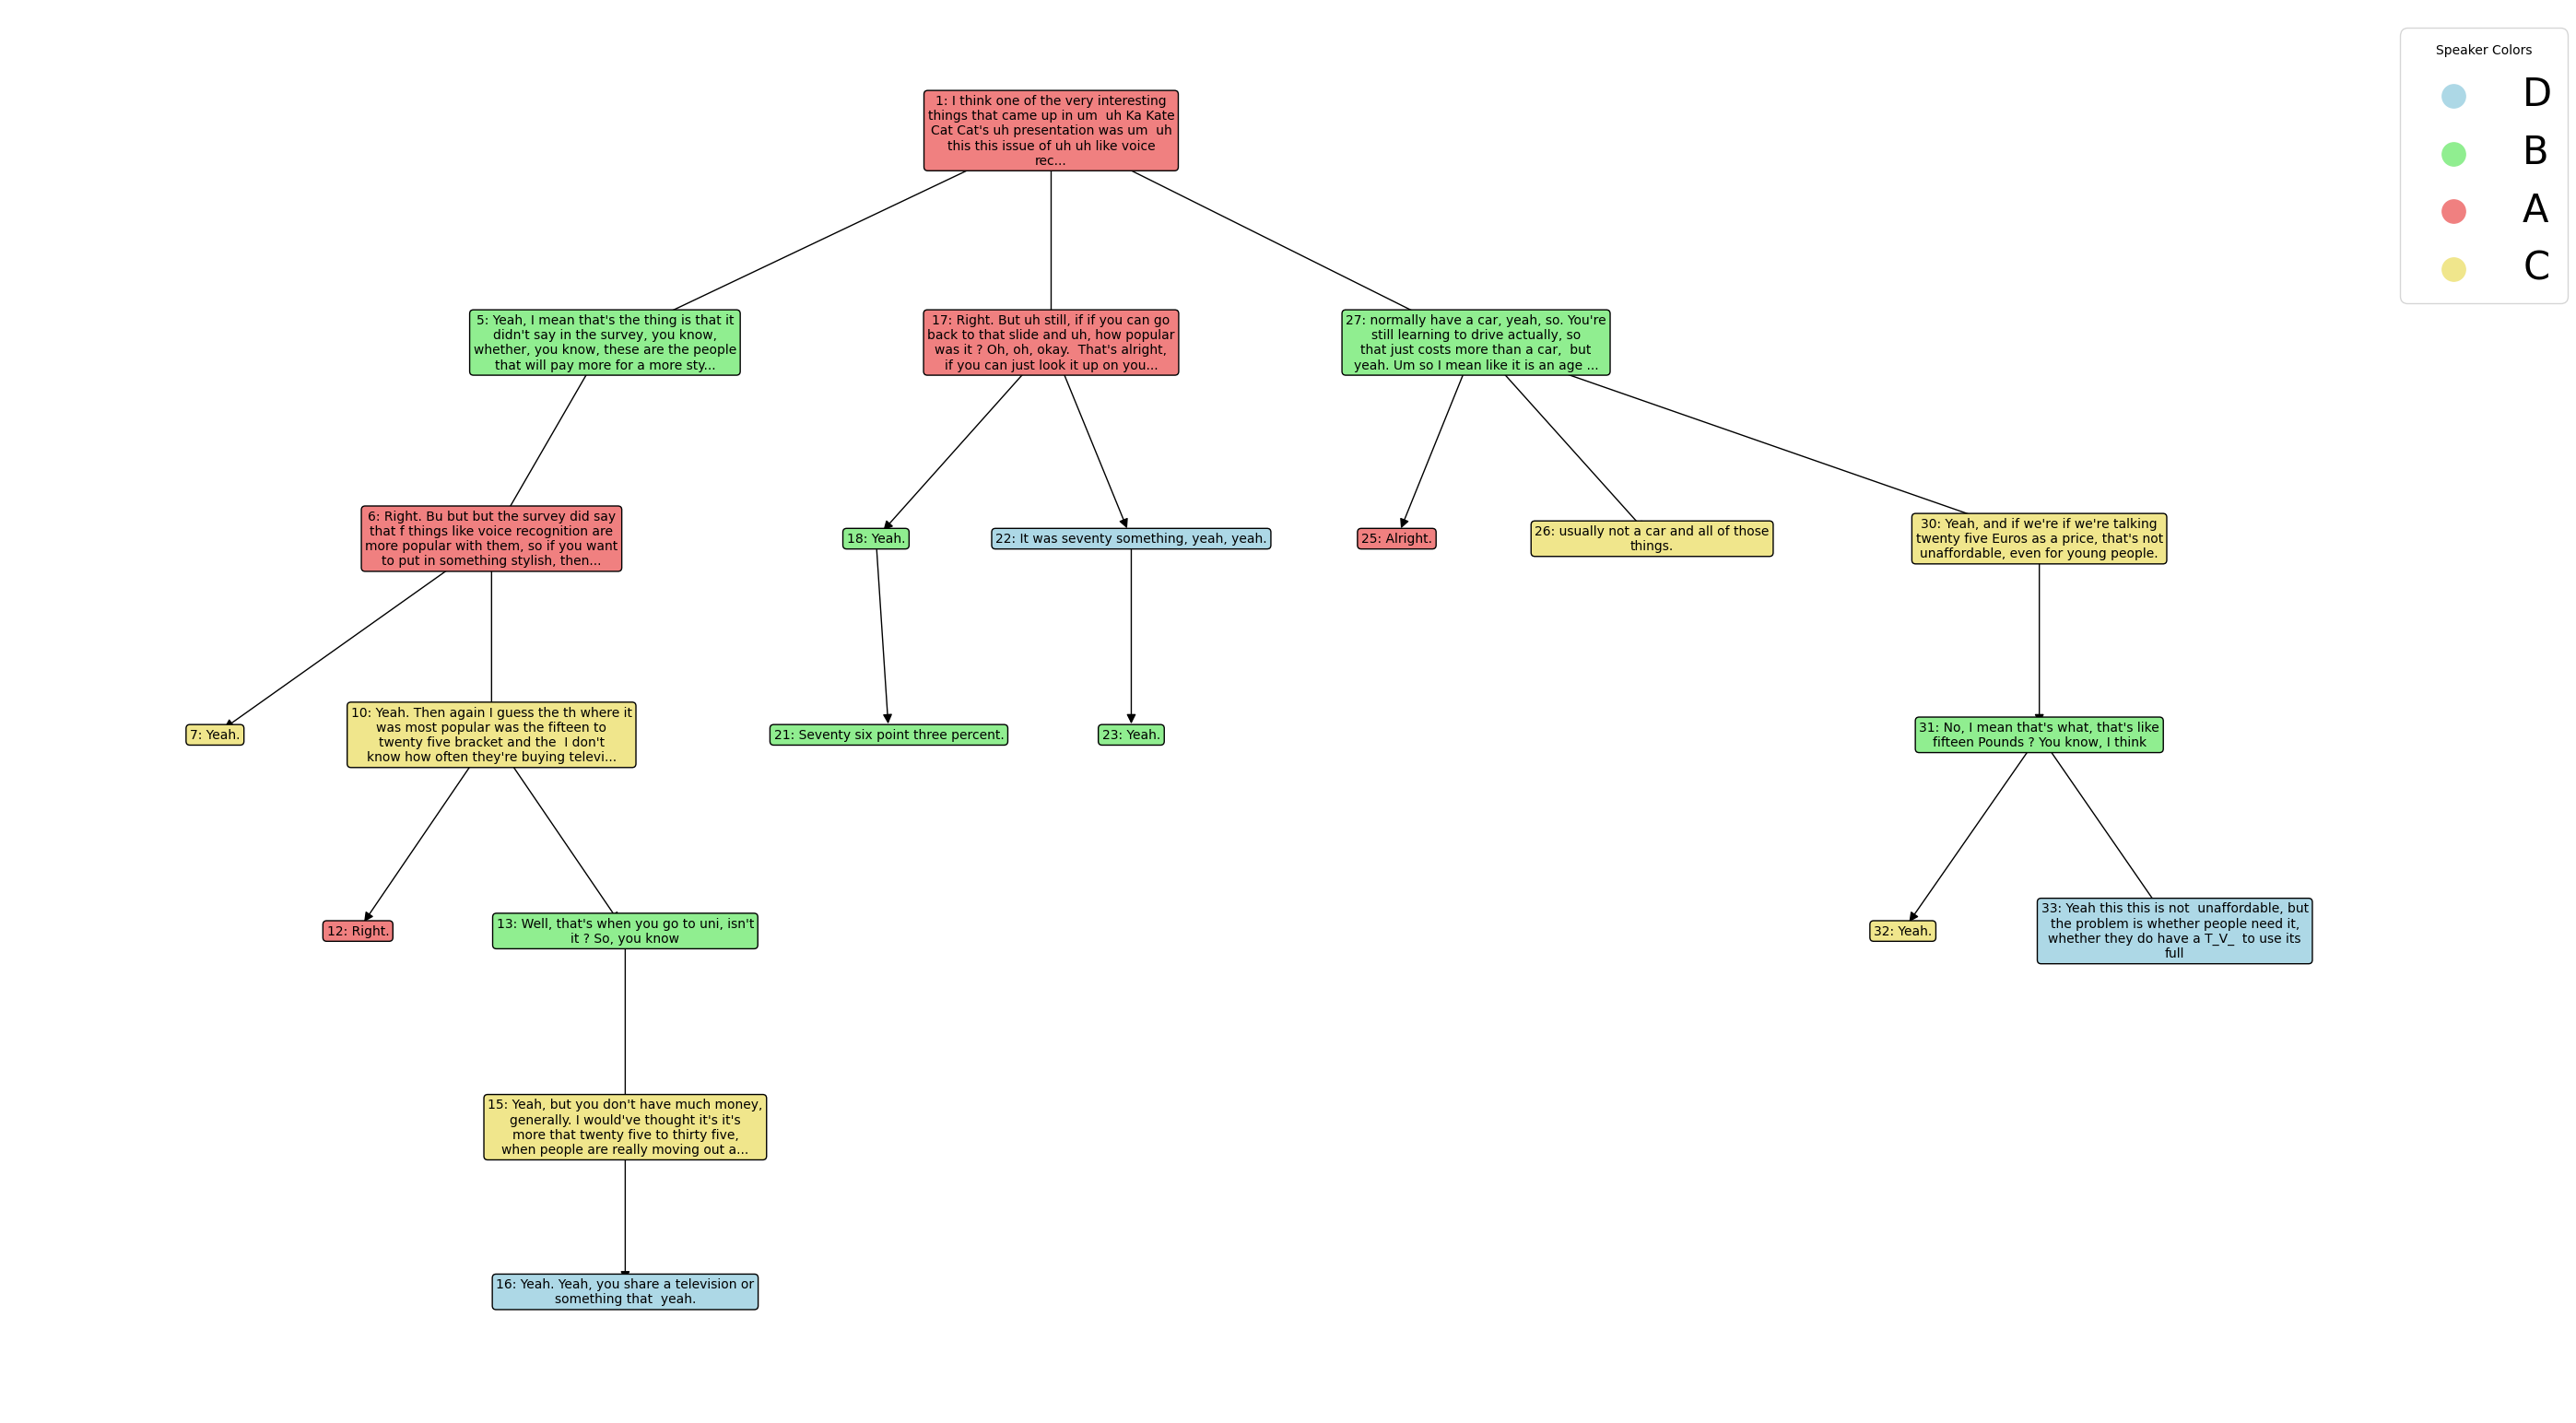 Speaker Colors
D
B
A
C
1: I think one of the very interesting
things that came up in um  uh Ka Kate
Cat Cat's uh presentation was um  uh
this this issue of uh uh like voice
rec...
5: Yeah, I mean that's the thing is that it
didn't say in the survey, you know,
whether, you know, these are the people
that will pay more for a more sty...
17: Right. But uh still, if if you can go
back to that slide and uh, how popular
was it ? Oh, oh, okay.  That's alright,
if you can just look it up on you...
27: normally have a car, yeah, so. You're
still learning to drive actually, so
that just costs more than a car,  but
yeah. Um so I mean like it is an age ...
6: Right. Bu but but the survey did say
that f things like voice recognition are
more popular with them, so if you want
to put in something stylish, then...
18: Yeah.
22: It was seventy something, yeah, yeah.
25: Alright.
26: usually not a car and all of those
things.
30: Yeah, and if we're if we're talking
twenty five Euros as a price, that's not
unaffordable, even for young people.
7: Yeah.
10: Yeah. Then again I guess the th where it
was most popular was the fifteen to
twenty five bracket and the  I don't
know how often they're buying televi...
21: Seventy six point three percent.
23: Yeah.
31: No, I mean that's what, that's like
fifteen Pounds ? You know, I think
12: Right.
13: Well, that's when you go to uni, isn't
it ? So, you know
32: Yeah.
33: Yeah this this is not  unaffordable, but
the problem is whether people need it,
whether they do have a T_V_  to use its
full
15: Yeah, but you don't have much money,
generally. I would've thought it's it's
more that twenty five to thirty five,
when people are really moving out a...
16: Yeah. Yeah, you share a television or
something that  yeah.